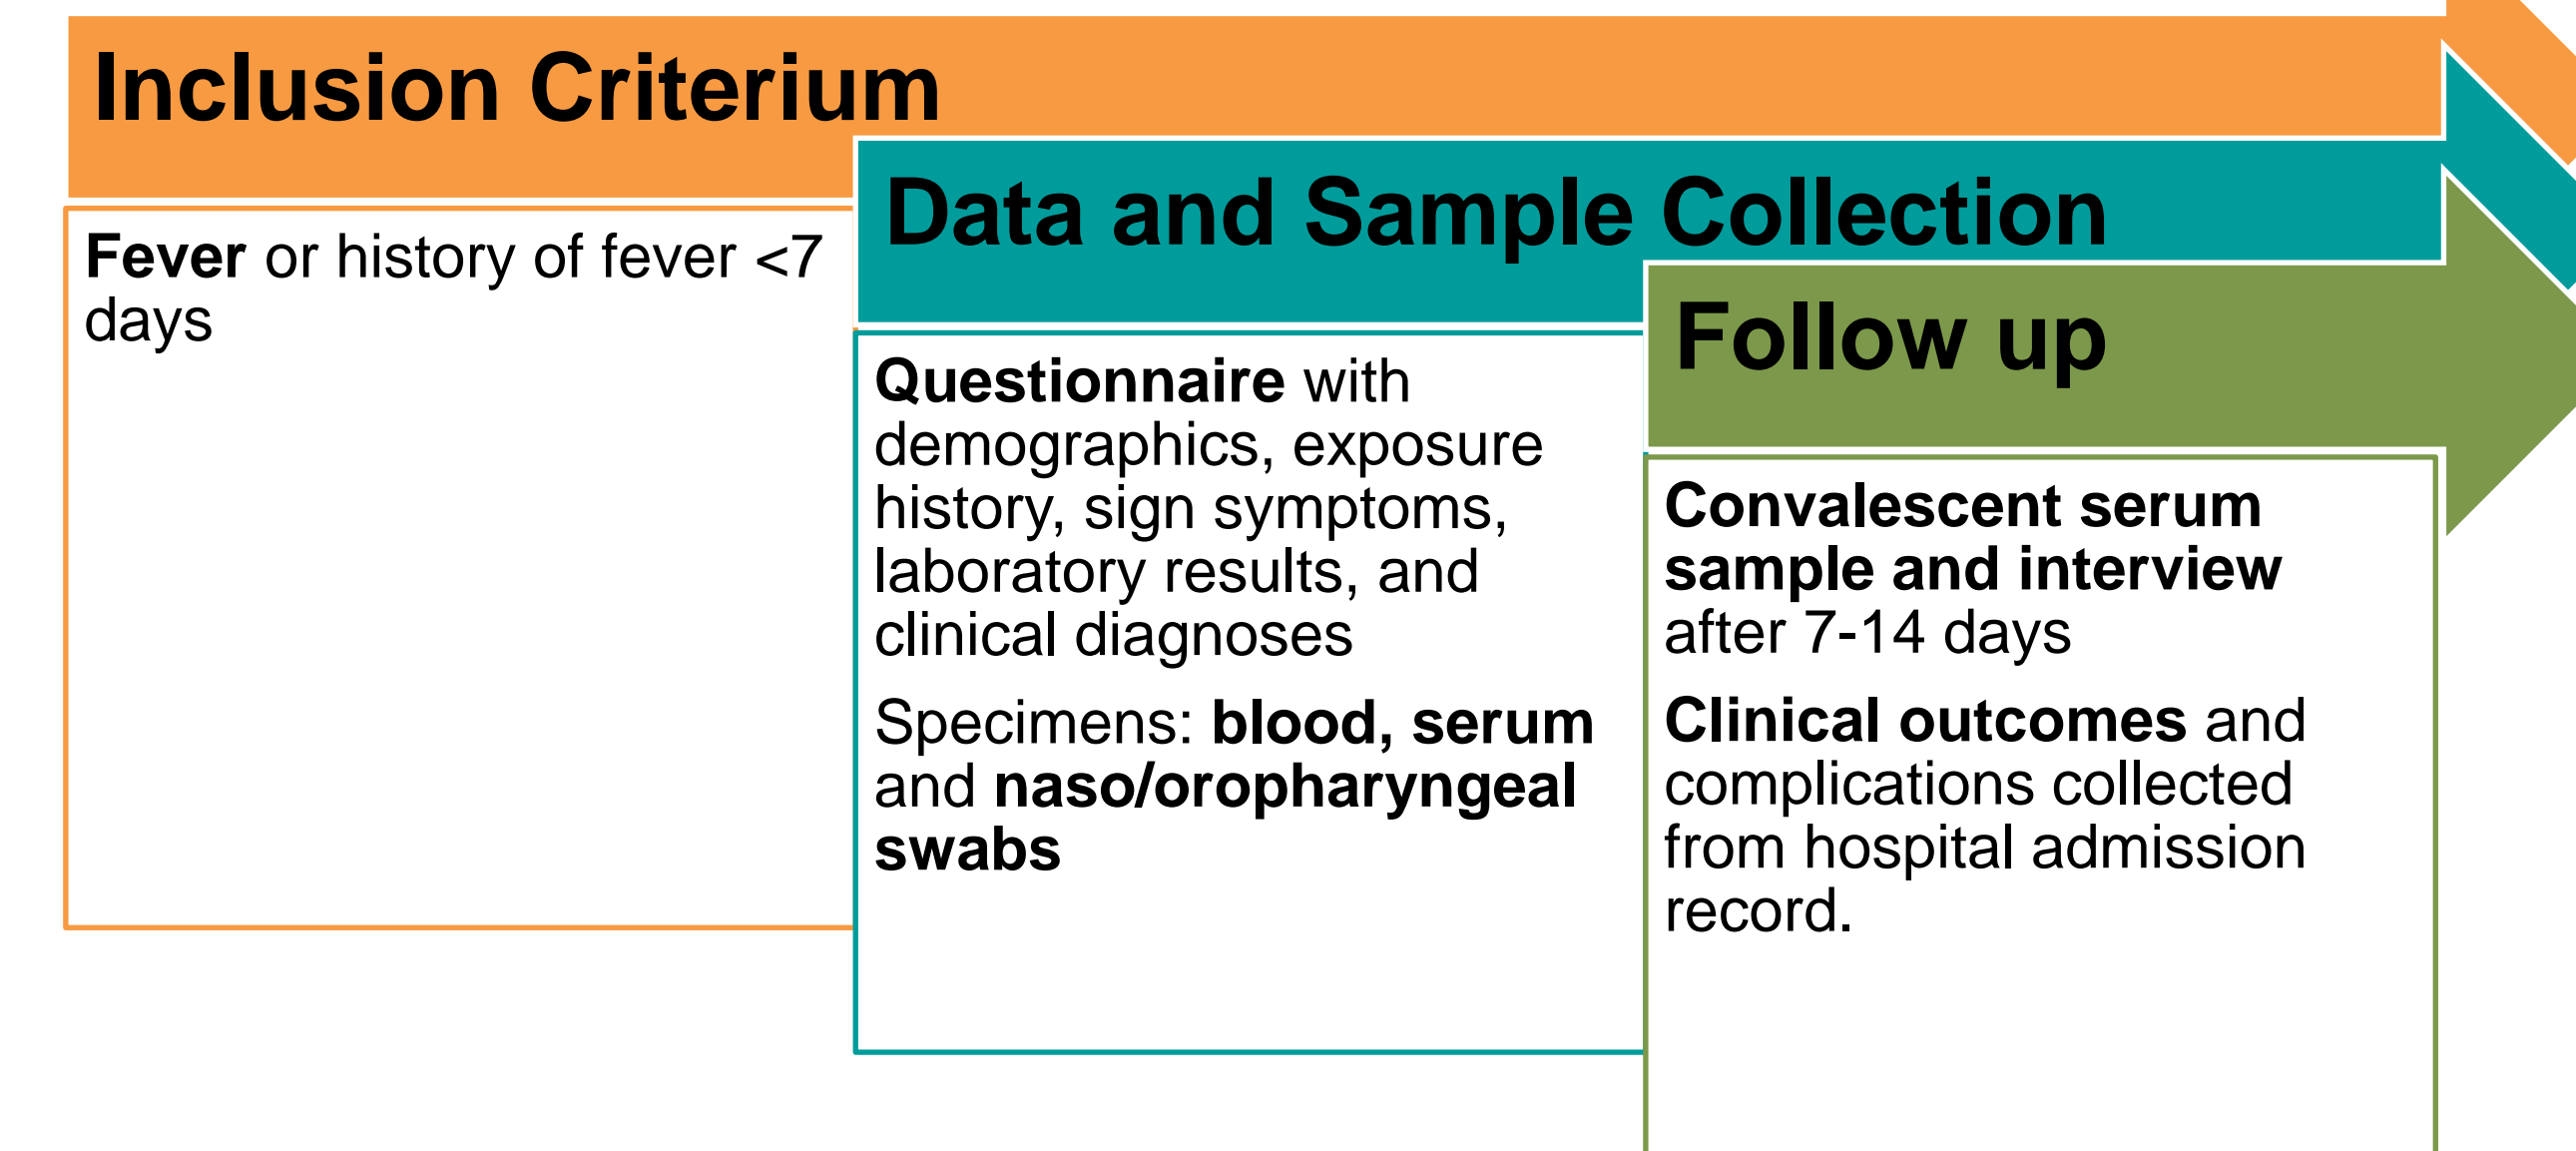 Inclusion Criterium
Fever or history of fever <7
days
Data and Sample Collection
Questionnaire with
demographics, exposure
history, sign symptoms,
laboratory results, and
clinical diagnoses
Specimens: blood, serum
and naso/oropharyngeal
swabs
Follow up
Convalescent serum
sample and interview
after 7-14 days
Clinical outcomes and
complications collected
from hospital admission
record.